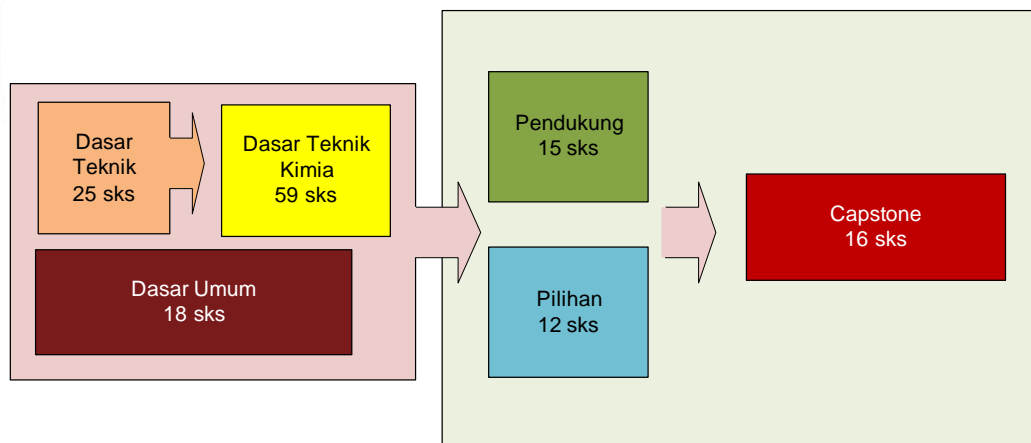 Dasar
Teknik
25 sks
Dasar Teknik
Kimia
59 sks
Dasar Umum
18 sks
Pendukung
15 sks
Pilihan
12 sks
Capstone
16 sks